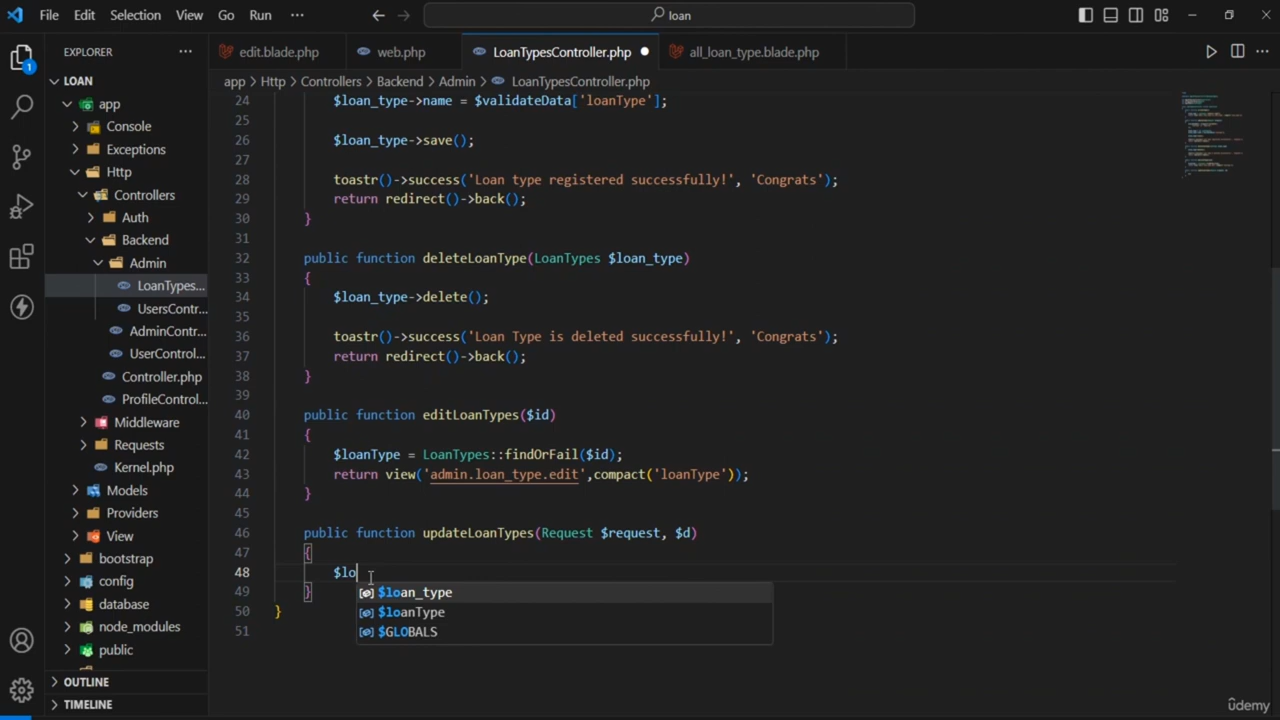 File Edit Selection View Go Run ··· loan
EXPLORER ···
edit.blade.php web.php LoanTypesController.php all_loan_type.blade.php
LOAN
app > Http > Controllers > Backend > Admin > LoanTypesController.php
app
Console
Exceptions
Http
Controllers
Auth
Backend
Admin
LoanTypes...
UsersContr...
AdminContr...
UserControl...
Controller.php
ProfileControl...
Middleware
Requests
Kernel.php
Models
Providers
View
bootstrap
config
database
node_modules
public
OUTLINE
TIMELINE
1
24 $loan_type->name = $validateData['loanType'];
25
26 $loan_type->save();
27
28 toastr()->success('Loan type registered successfully!', 'Congrats');
29 return redirect()->back();
30 }
31
32 public function deleteLoanType(LoanTypes $loan_type)
33 {
34 $loan_type->delete();
35
36 toastr()->success('Loan Type is deleted successfully!', 'Congrats');
37 return redirect()->back();
38 }
39
40 public function editLoanTypes($id)
41 {
42 $loanType = LoanTypes::findOrFail($id);
43 return view('admin.loan_type.edit',compact('loanType'));
44 }
45
46 public function updateLoanTypes(Request $request, $d)
47 {
48 $lo
$loan_type
$loanType
$GLOBALS
49 }
50 }
51
ûdemy